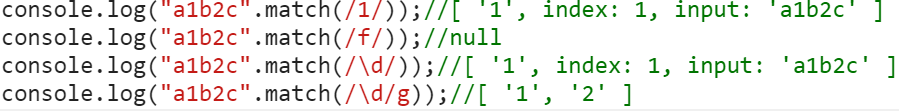 console.log("a1b2c".match(/1/));//[ '1', index: 1, input: 'a1b2c' ]
console.log("a1b2c".match(/f/));//null
console.log("a1b2c".match(/\d/));//[ '1', index: 1, input: 'a1b2c' ]
console.log("a1b2c".match(/\d/g));//[ '1', '2' ]